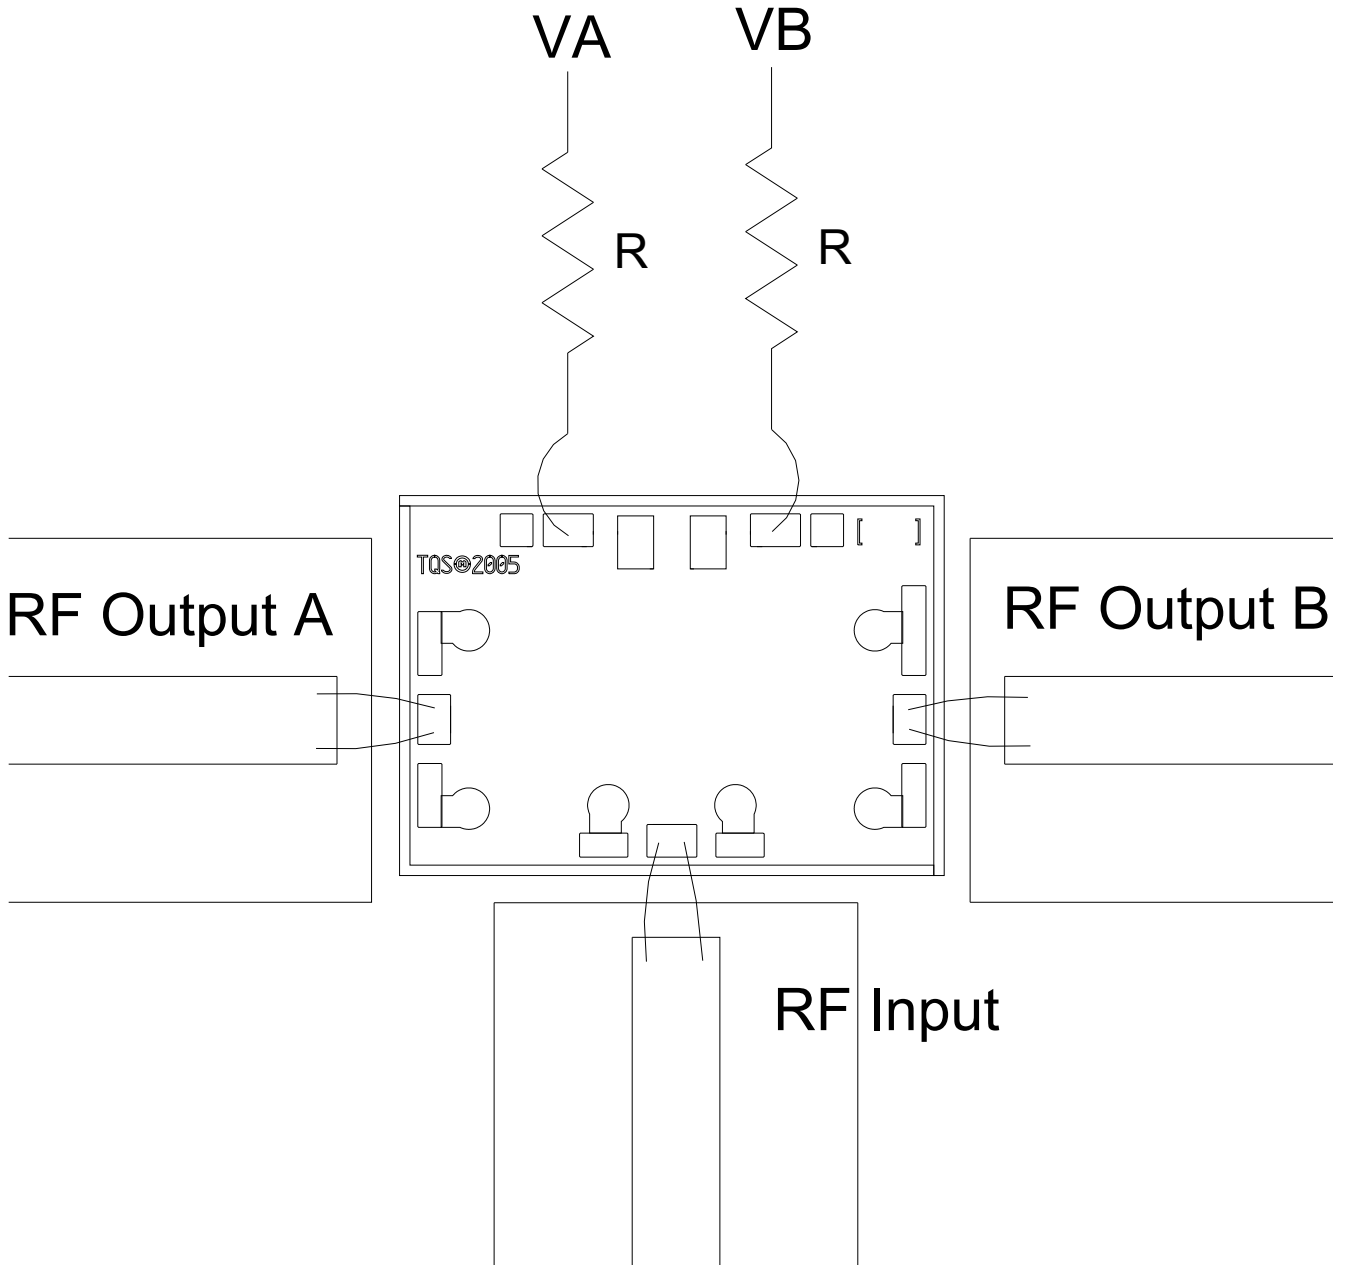 VA
VB
R
R
[ ]
TQS®2005
RF Output A
RF Output B
RF Input